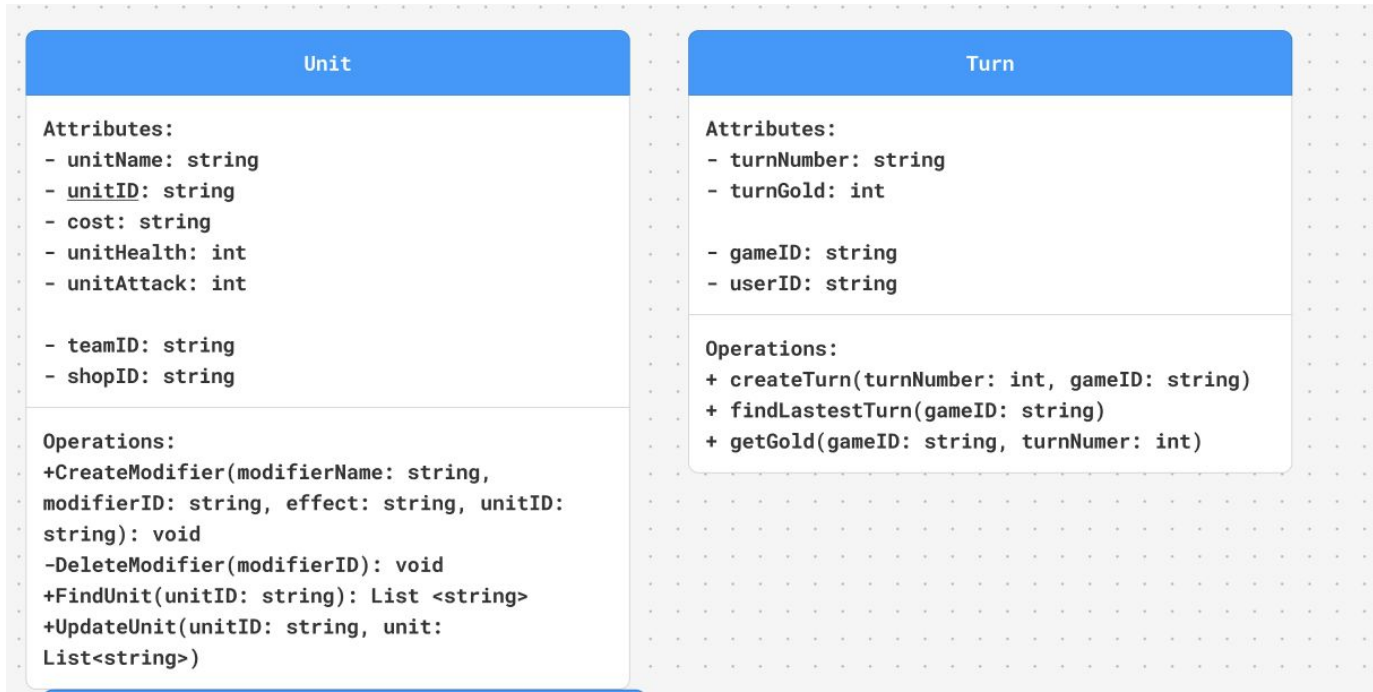 Unit
Attributes:
- unitName: string
- unitID: string
- cost: string
- unitHealth: int
- unitAttack: int
- teamID: string
- shopID: string
Operations:
+CreateModifier(modifierName: string,
modifierID: string, effect: string, unitID:
string): void
-DeleteModifier(modifierID): void
+FindUnit(unitID: string): List <string>
+UpdateUnit(unitID: string, unit:
List<string>)
Turn
Attributes:
- turnNumber: string
- turnGold: int
- gameID: string
- userID: string
Operations:
+ createTurn(turnNumber: int, gameID: string)
+ findLastestTurn(gameID: string)
+ getGold(gameID: string, turnNumer: int)